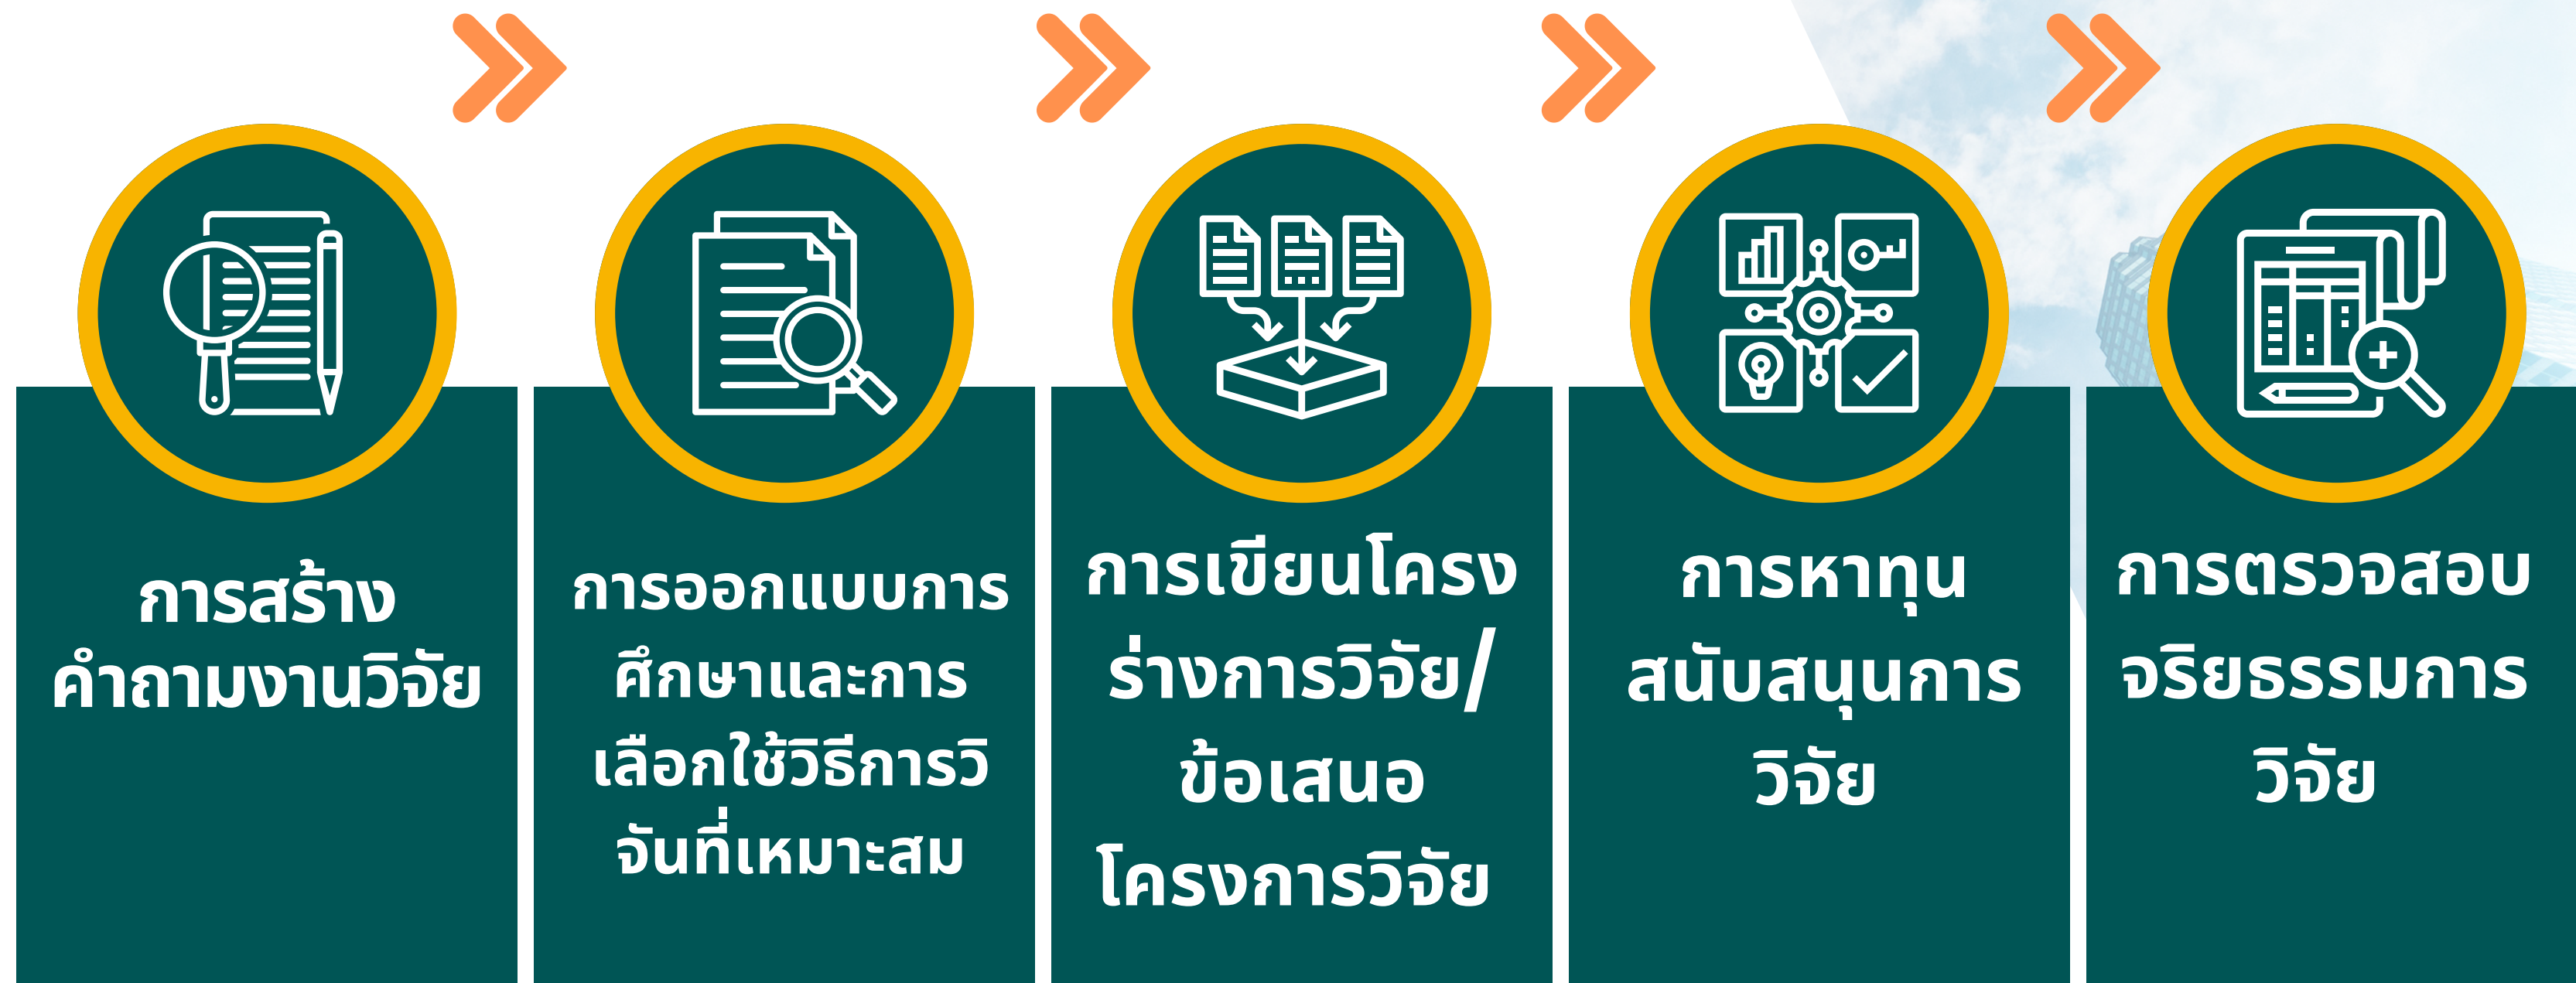 การสร้าง
คำถามงานวิจัย
การออกแบบการ
ศึกษาและการ
เลือกใช้วิธีการวิ
จันที่เหมาะสม
การเขียนโครง
ร่างการวิจัย/
ข้อเสนอ
โครงการวิจัย
การหาทุน
สนับสนุนการ
วิจัย
การตรวจสอบ
จริยธรรมการ
วิจัย